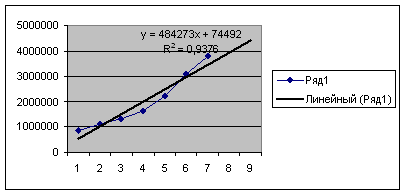 5000000
y = 484273x + 74492
R² = 0,9376
4000000
3000000
2000000
1000000
0
1 2 3 4 5 6 7 8 9
Ряд1
Линейный (Ряд1)